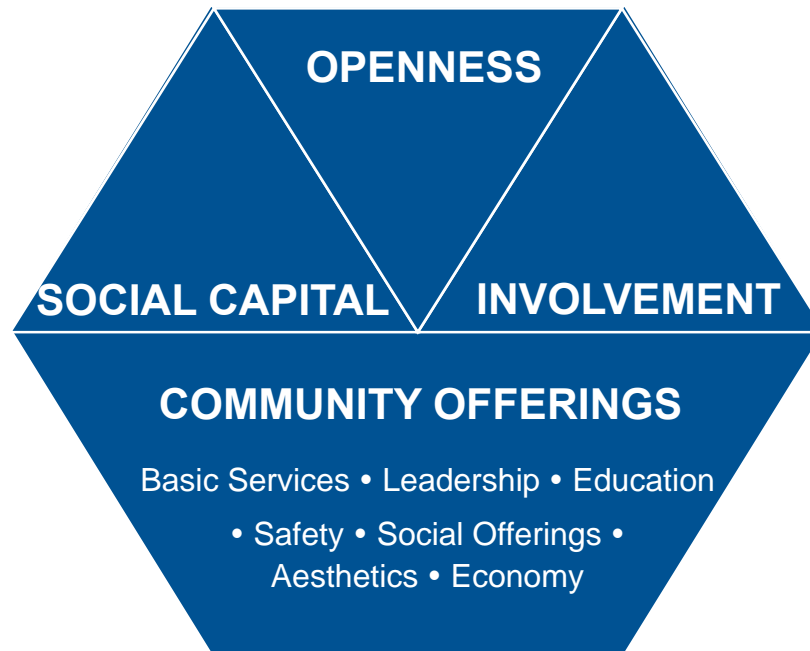 OPENNESS
SOCIAL CAPITAL
INVOLVEMENT
COMMUNITY OFFERINGS
Basic Services • Leadership • Education
• Safety • Social Offerings •
Aesthetics • Economy